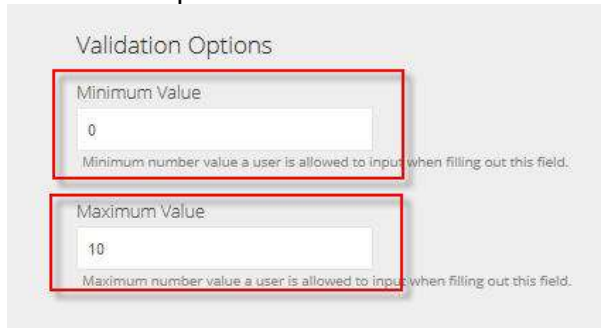 Validation Options
Minimum Value
0
Minimum number value a user is allowed to input when filling out this field.
Maximum Value
10
Maximum number value a user is allowed to input when filling out this field.